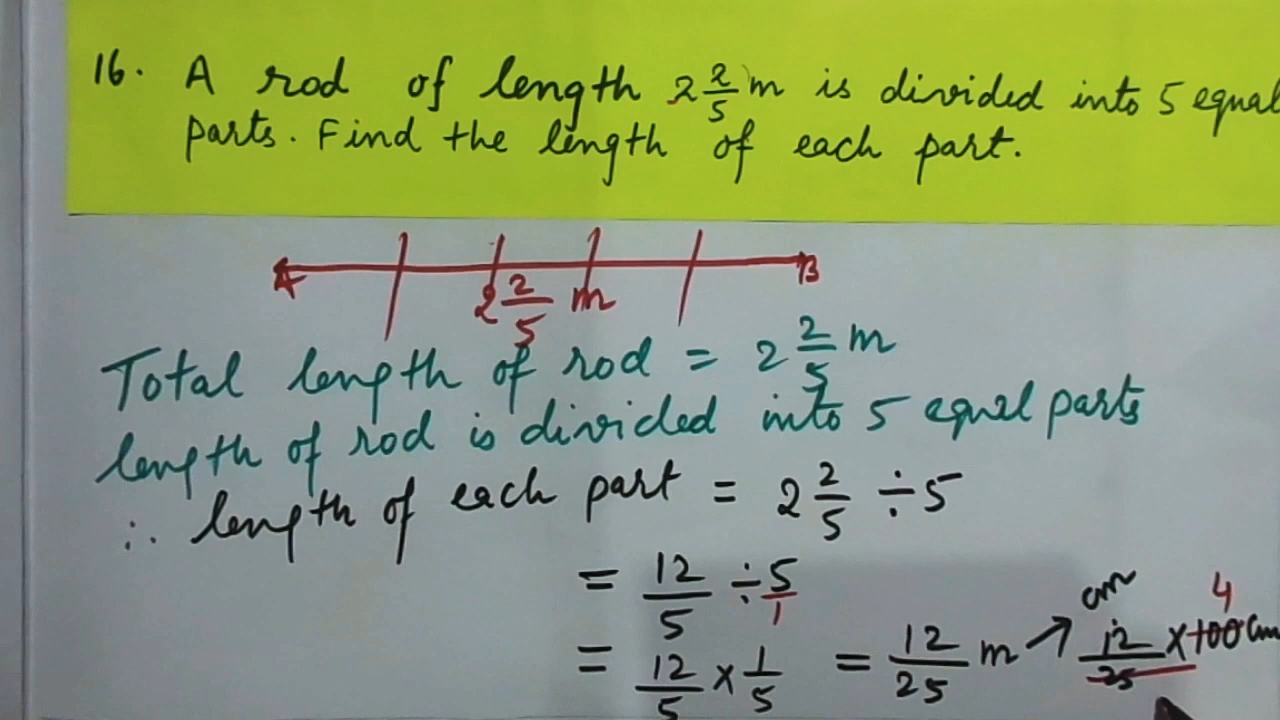 16. A rod of length 2 2/5 m is divided into 5 equal
parts. Find the length of each part.
A B
2 2/5 m
Total length of rod = 2 2/5 m
length of rod is divided into 5 equal parts
∴ length of each part = 2 2/5 ÷ 5
= 12/5 ÷ 5/1
cm 4
= 12/5 × 1/5 = 12/25 m → 12/25 × 100 cm